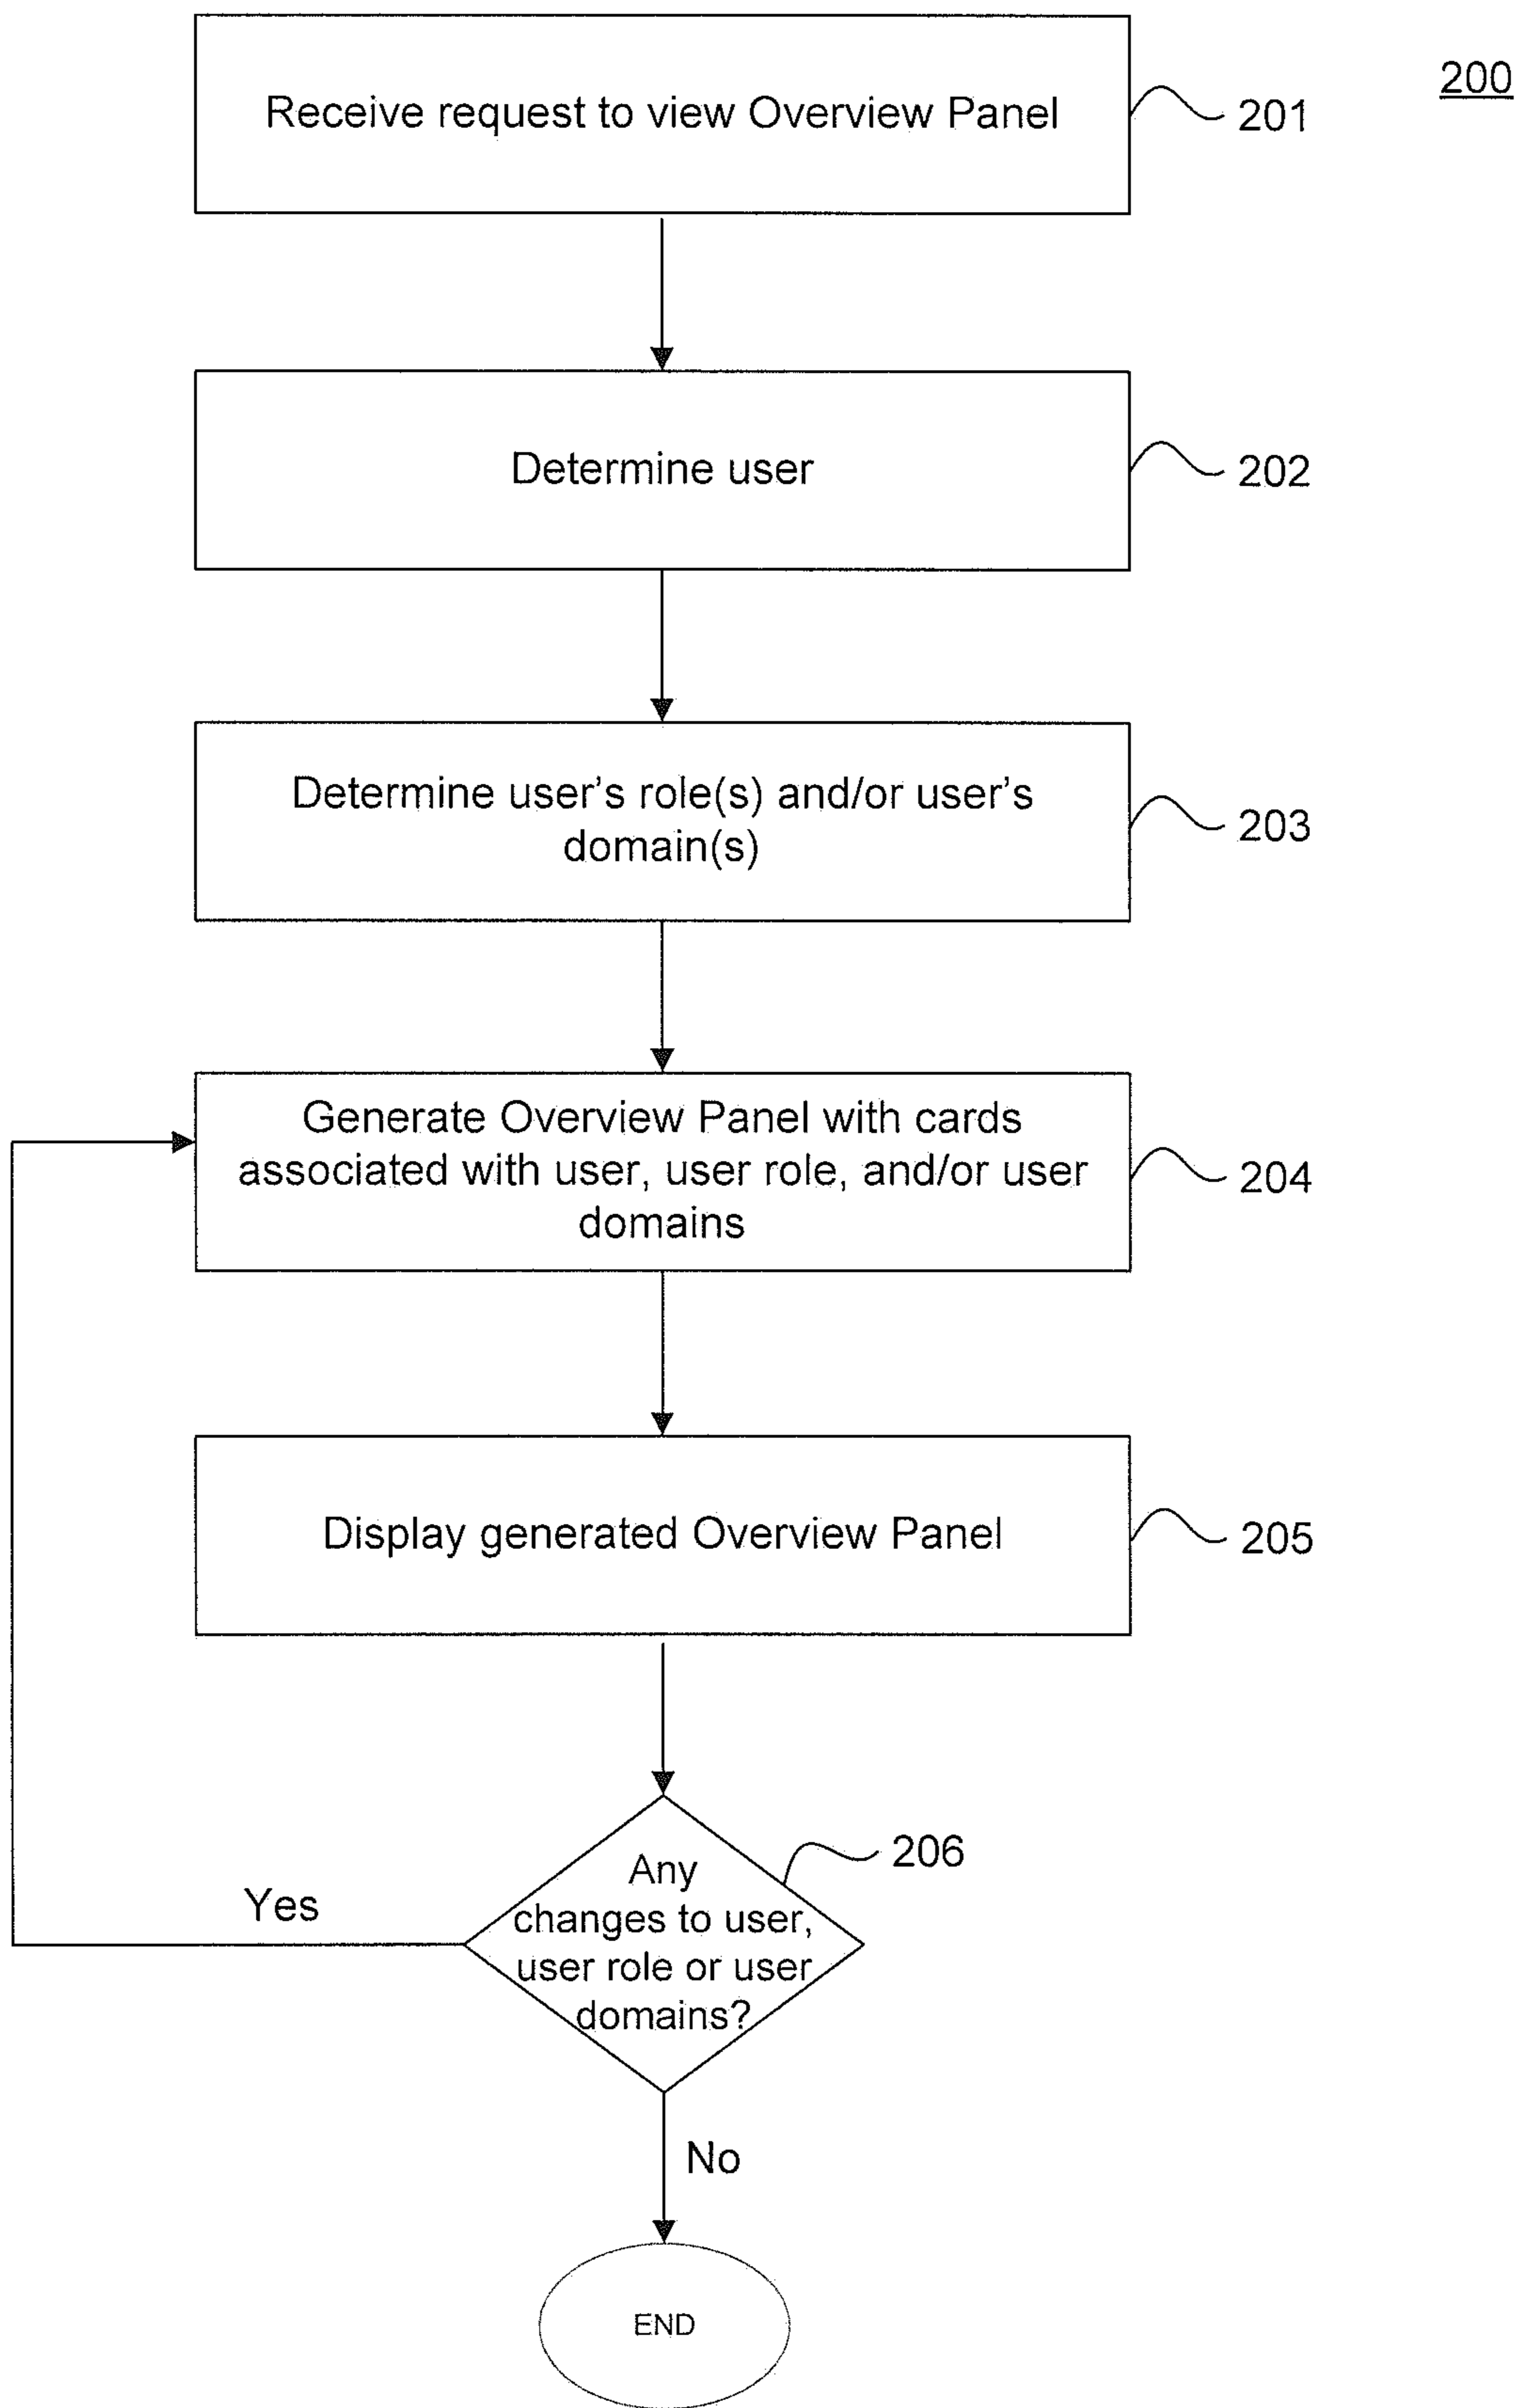 200
Receive request to view Overview Panel
201
Determine user
202
Determine user's role(s) and/or user's
domain(s)
203
Generate Overview Panel with cards
associated with user, user role, and/or user
domains
204
Display generated Overview Panel
205
Any
changes to user,
user role or user
domains?
206
Yes
No
END